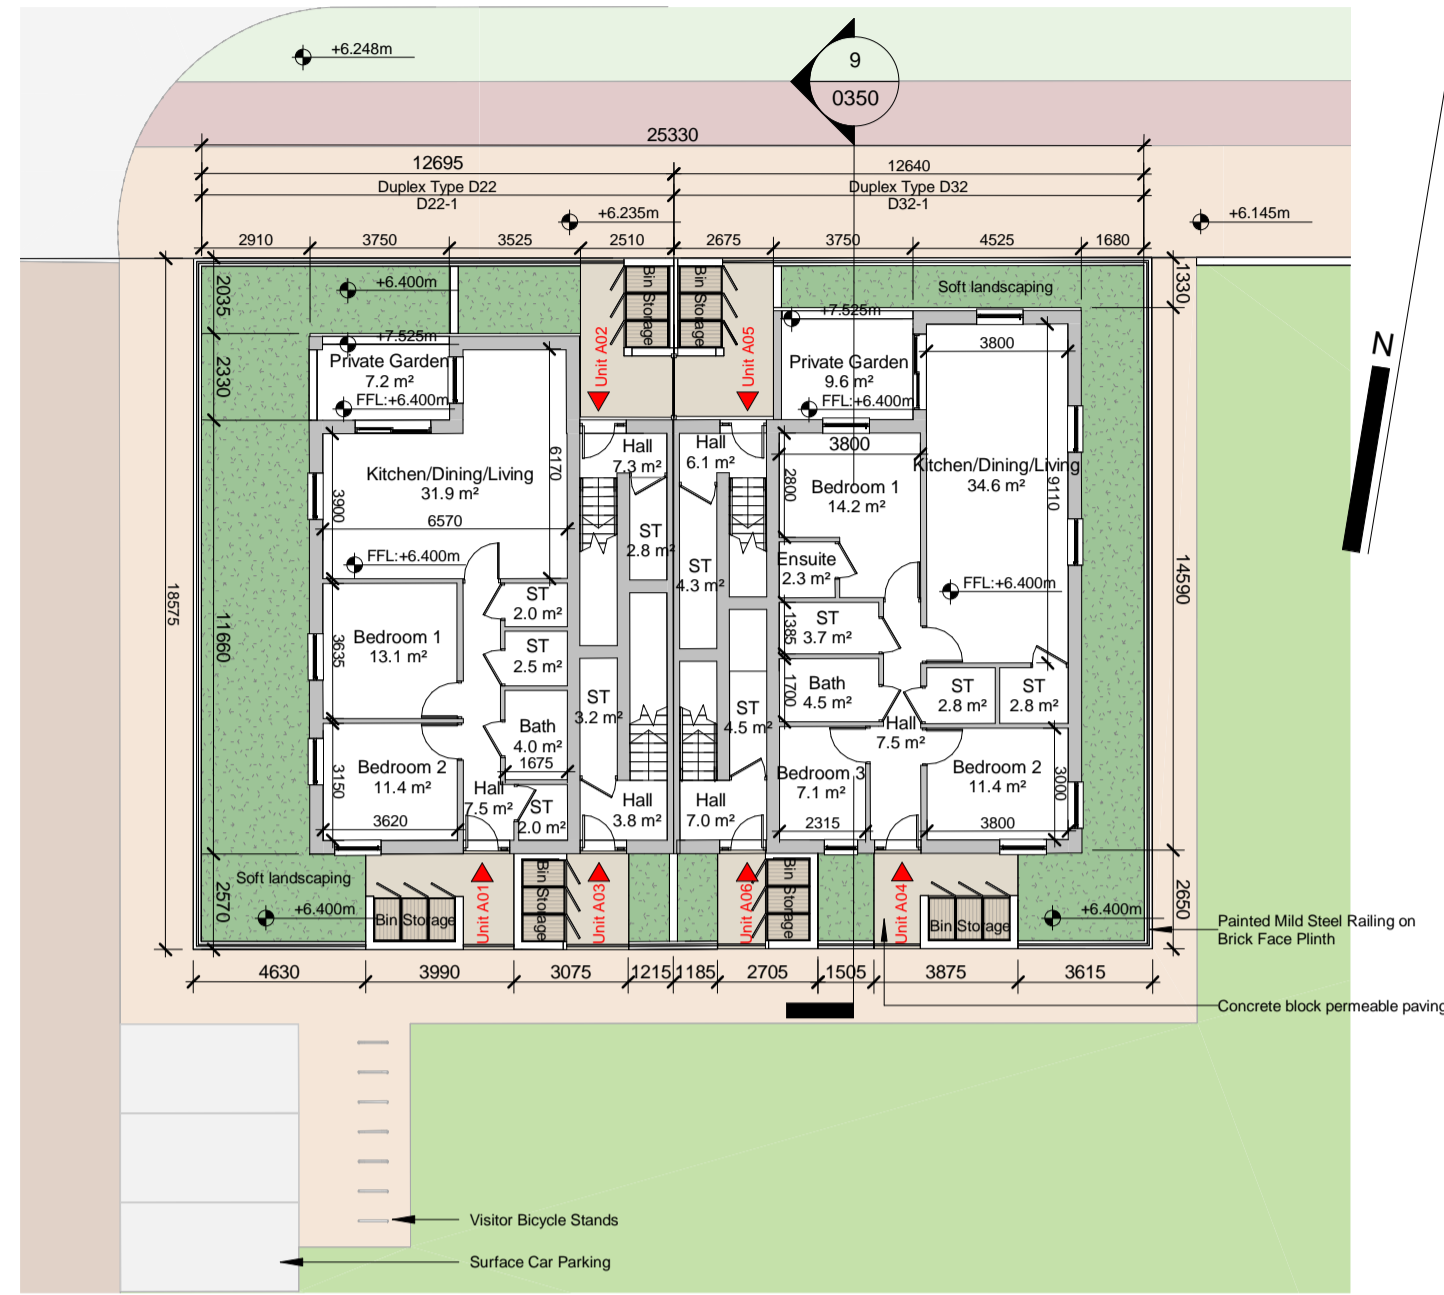 +6.248m
9
0350
25330
12695
12640
Duplex Type D22
D22-1
Duplex Type D32
D32-1
+6.235m
+6.145m
2910
3750
3525
2510
2675
3750
4525
1680
2035
2330
11660
2570
18575
1330
14590
2650
+6.400m
+7.525m
Private Garden
7.2 m²
FFL:+6.400m
Bin Storage
Bin Storage
Unit A02
Unit A05
Soft landscaping
+7.525m
Private Garden
9.6 m²
FFL:+6.400m
3800
N
Kitchen/Dining/Living
31.9 m²
6170
3900
6570
FFL:+6.400m
Hall
7.3 m²
Hall
6.1 m²
3800
2800
Bedroom 1
14.2 m²
Kitchen/Dining/Living
34.6 m²
9110
ST
2.8 m²
ST
4.3 m²
Ensuite
2.3 m²
FFL:+6.400m
ST
2.0 m²
ST
2.5 m²
Bedroom 1
13.1 m²
3635
1385
ST
3.7 m²
1700
Bath
4.5 m²
ST
3.2 m²
ST
4.5 m²
ST
2.8 m²
ST
2.8 m²
Bath
4.0 m²
1675
Hall
7.5 m²
Bedroom 2
11.4 m²
3150
3620
Hall
7.5 m²
ST
2.0 m²
Hall
3.8 m²
Hall
7.0 m²
Bedroom 3
7.1 m²
2315
Bedroom 2
11.4 m²
3000
3800
Soft landscaping
+6.400m
Bin Storage
Unit A01
Bin Storage
Unit A03
Unit A06
Bin Storage
Unit A04
Bin Storage
+6.400m
Painted Mild Steel Railing on
Brick Face Plinth
4630
3990
3075
1215
1185
2705
1505
3875
3615
Concrete block permeable paving
Visitor Bicycle Stands
Surface Car Parking